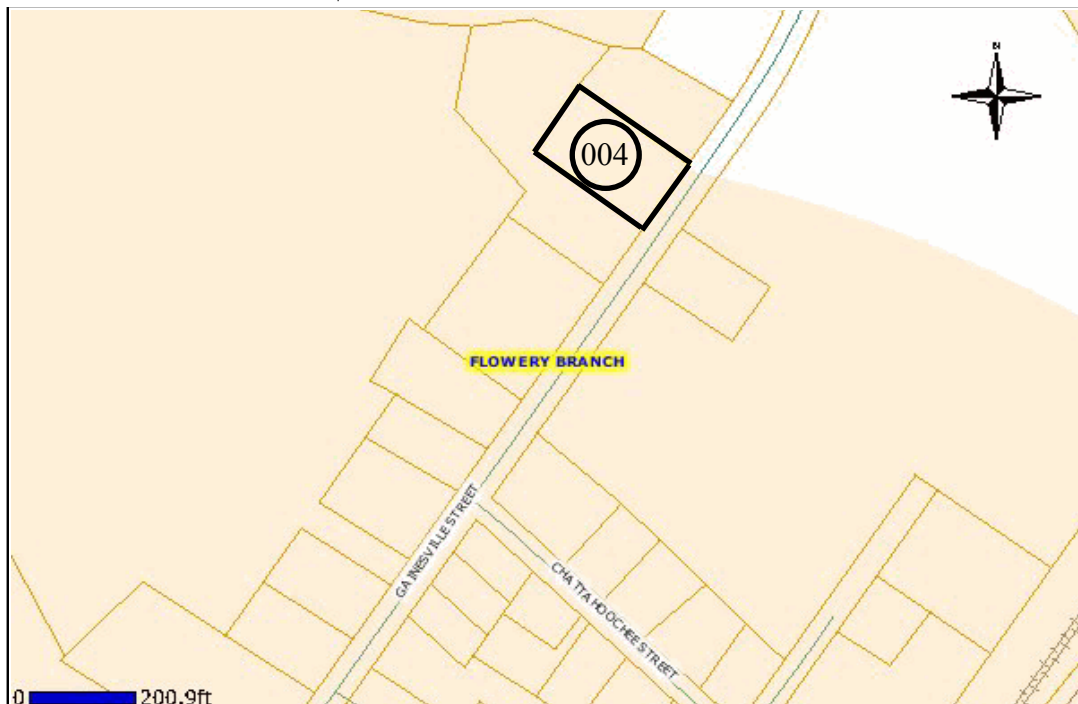 N
004
FLOWERY BRANCH
GAINESVILLE STREET
CHATTAHOOCHEE STREET
0 200.9ft